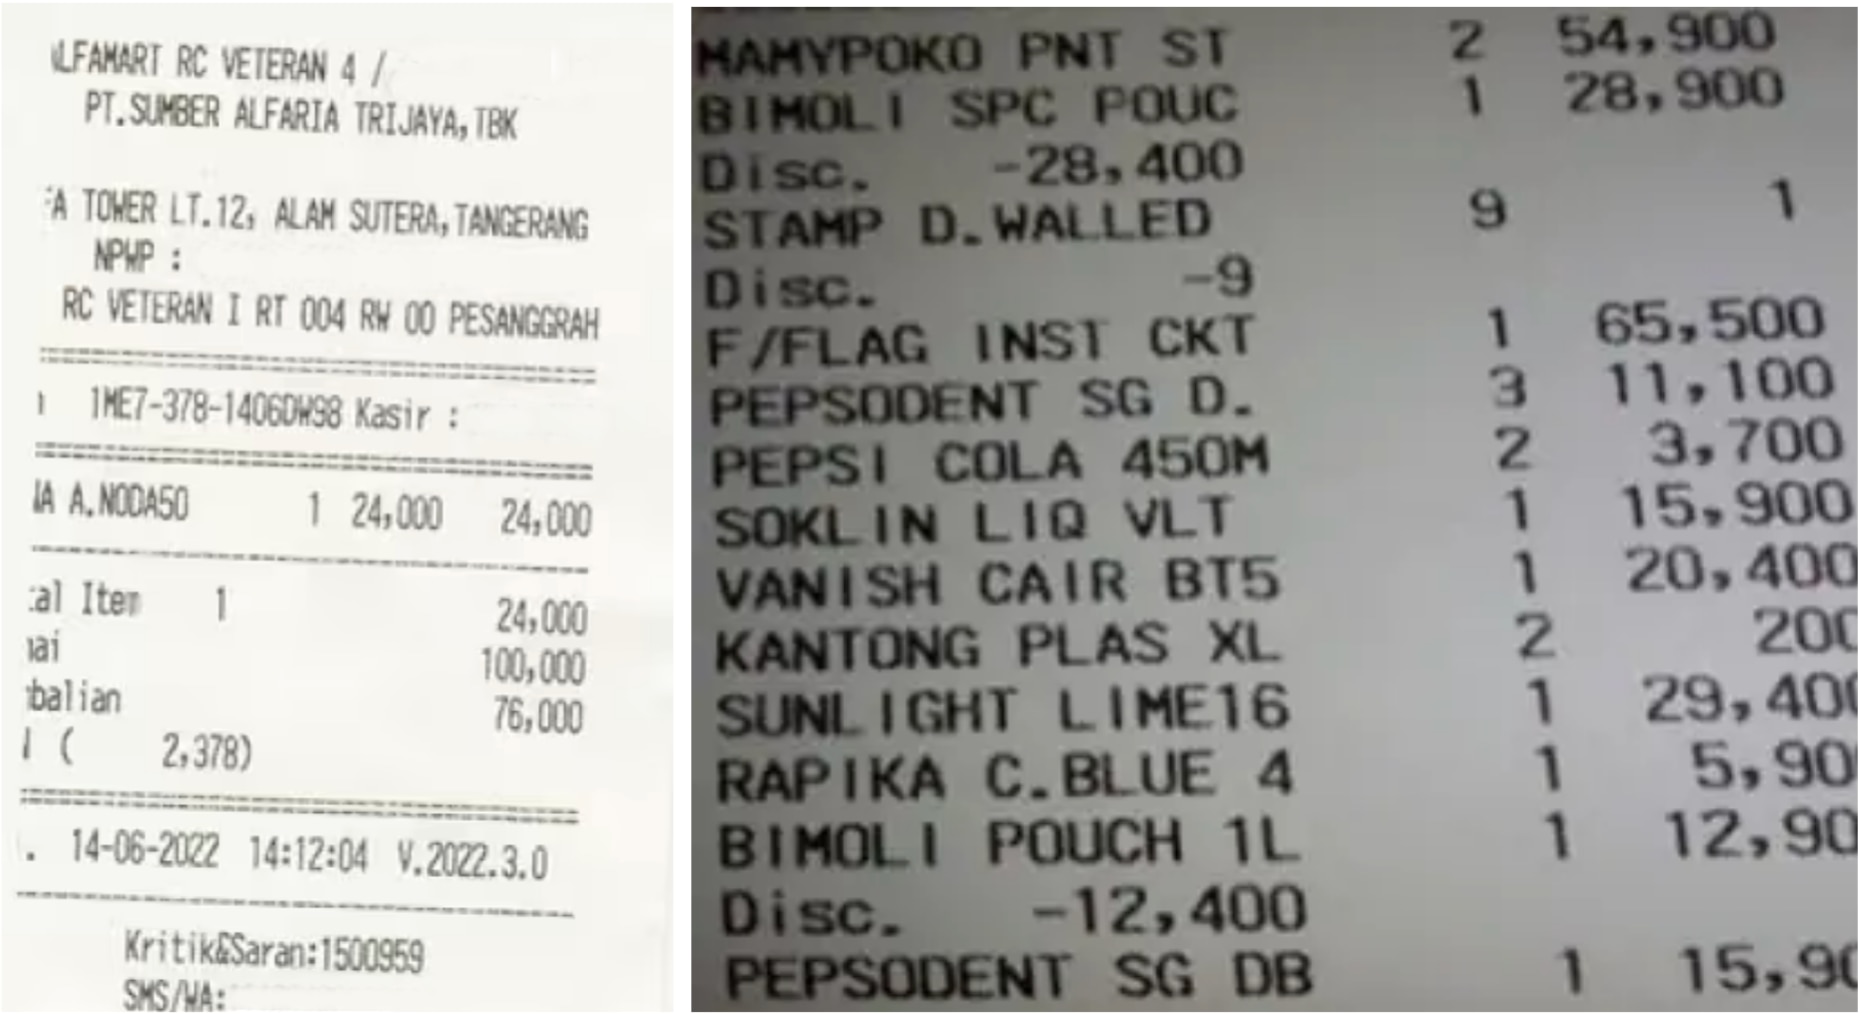 LFAMART RC VETERAN 4 /
PT.SUMBER ALFARIA TRIJAYA,TBK
FA TOWER LT.12, ALAM SUTERA,TANGERANG
NPWP :
RC VETERAN I RT 004 RW 00 PESANGGRAH
1ME7-378-1406DW98 Kasir :
A A.NODA50 1 24,000 24,000
tal Item 1 24,000
nai 100,000
balian 76,000
( 2,378)
. 14-06-2022 14:12:04 V.2022.3.0
Kritik&Saran:1500959
SMS/WA:
MAMYPOKO PNT ST 2 54,900
BIMOLI SPC POUC 1 28,900
Disc. -28,400
STAMP D.WALLED 9 1
Disc. -9
F/FLAG INST CKT 1 65,500
PEPSODENT SG D. 3 11,100
PEPSI COLA 450M 2 3,700
SOKLIN LIQ VLT 1 15,900
VANISH CAIR BT5 1 20,400
KANTONG PLAS XL 2 200
SUNLIGHT LIME16 1 29,400
RAPIKA C.BLUE 4 1 5,90
BIMOLI POUCH 1L 1 12,90
Disc. -12,400
PEPSODENT SG DB 1 15,90